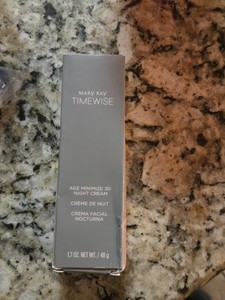 MARY KAY
TIMEWISE
AGE MINIMIZE 3D
NIGHT CREAM
CRÈME DE NUIT
CREMA FACIAL
NOCTURNA
1.7 OZ. NET WT. / 48 g